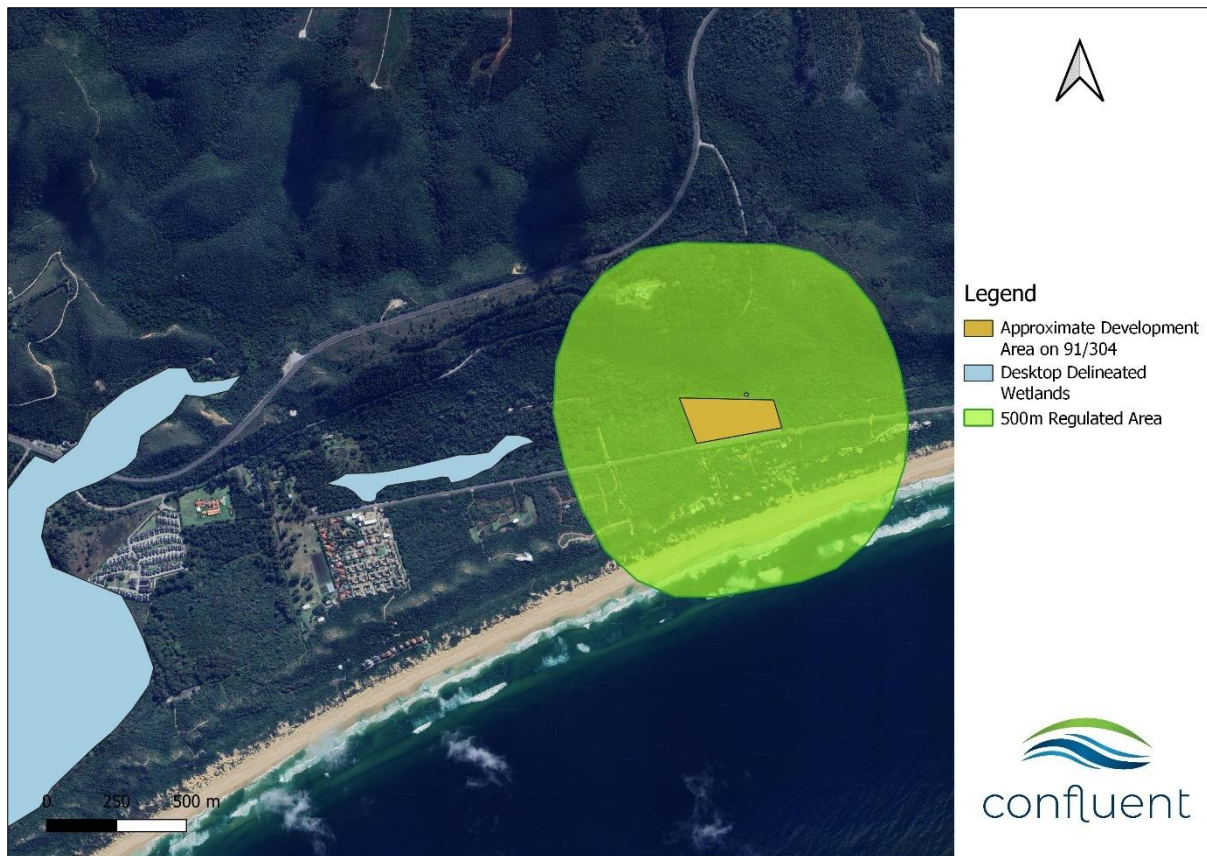 Legend
Approximate Development
Area on 91/304
Desktop Delineated
Wetlands
500m Regulated Area
0 250 500 m
confluent